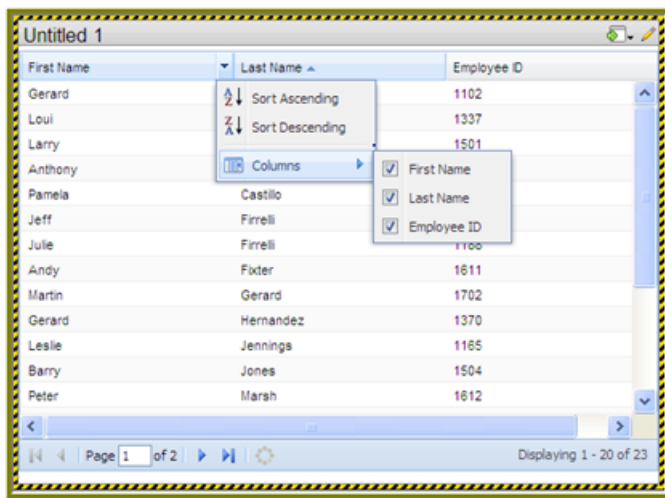 Untitled 1
First Name Last Name Employee ID
Gerard 1102
Loui 1337
Larry 1501
Anthony
Pamela Castillo
Jeff Firrelli
Julie Firrelli 1188
Andy Fixter 1611
Martin Gerard 1702
Gerard Hernandez 1370
Leslie Jennings 1165
Barry Jones 1504
Peter Marsh 1612
Sort Ascending
Sort Descending
Columns
First Name
Last Name
Employee ID
Page 1 of 2 Displaying 1 - 20 of 23